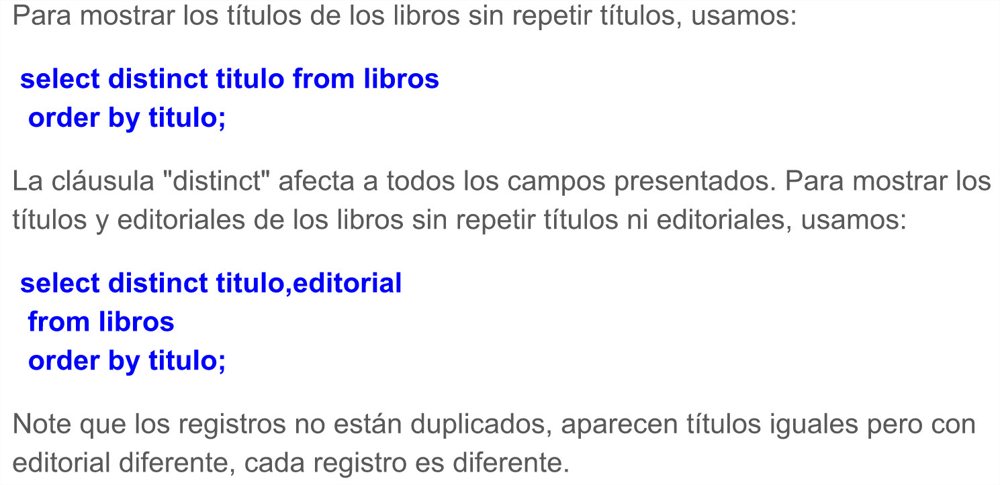 Para mostrar los títulos de los libros sin repetir títulos, usamos:
select distinct titulo from libros
order by titulo;
La cláusula "distinct" afecta a todos los campos presentados. Para mostrar los
títulos y editoriales de los libros sin repetir títulos ni editoriales, usamos:
select distinct titulo,editorial
from libros
order by titulo;
Note que los registros no están duplicados, aparecen títulos iguales pero con
editorial diferente, cada registro es diferente.